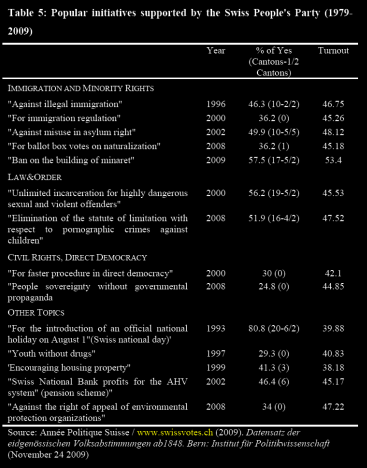 Table 5: Popular initiatives supported by the Swiss People's Party (1979-
2009)
Year % of Yes Turnout
(Cantons-1/2
Cantons)
IMMIGRATION AND MINORITY RIGHTS
"Against illegal immigration" 1996 46.3 (10-2/2) 46.75
"For immigration regulation" 2000 36.2 (0) 45.26
"Against misuse in asylum right" 2002 49.9 (10-5/5) 48.12
"For ballot box votes on naturalization" 2008 36.2 (1) 45.18
"Ban on the building of minaret" 2009 57.5 (17-5/2) 53.4
LAW&ORDER
"Unlimited incarceration for highly dangerous 2000 56.2 (19-5/2) 45.53
sexual and violent offenders"
"Elimination of the statute of limitation with 2008 51.9 (16-4/2) 47.52
respect to pornographic crimes against
children"
CIVIL RIGHTS, DIRECT DEMOCRACY
"For faster procedure in direct democracy" 2000 30 (0) 42.1
"People sovereignty without governmental 2008 24.8 (0) 44.85
propaganda
OTHER TOPICS
"For the introduction of an official national 1993 80.8 (20-6/2) 39.88
holiday on August 1"(Swiss national day)'
"Youth without drugs" 1997 29.3 (0) 40.83
'Encouraging housing property" 1999 41.3 (3) 38.18
"Swiss National Bank profits for the AHV 2002 46.4 (6) 45.17
system" (pension scheme)"
"Against the right of appeal of environmental 2008 34 (0) 47.22
protection organizations"
Source: Année Politique Suisse / www.swissvotes.ch (2009). Datensatz der
eidgenössischen Volksabstimmungen ab1848. Bern: Institut für Politikwissenschaft
(November 24 2009)